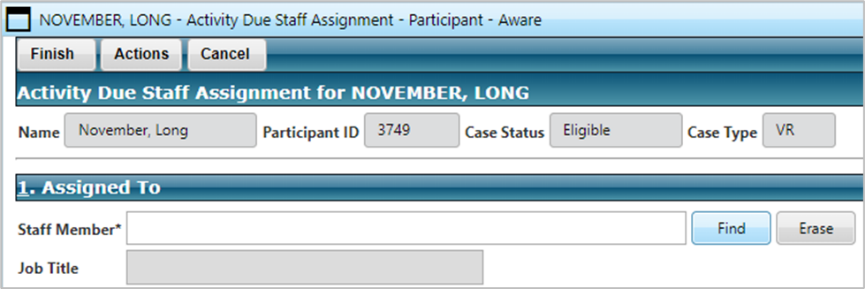 NOVEMBER, LONG - Activity Due Staff Assignment - Participant - Aware
Finish Actions Cancel
Activity Due Staff Assignment for NOVEMBER, LONG
Name November, Long Participant ID 3749 Case Status Eligible Case Type VR
1. Assigned To
Staff Member* Find Erase
Job Title